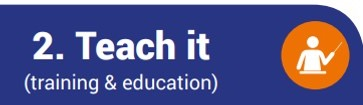 2. Teach it
(training & education)